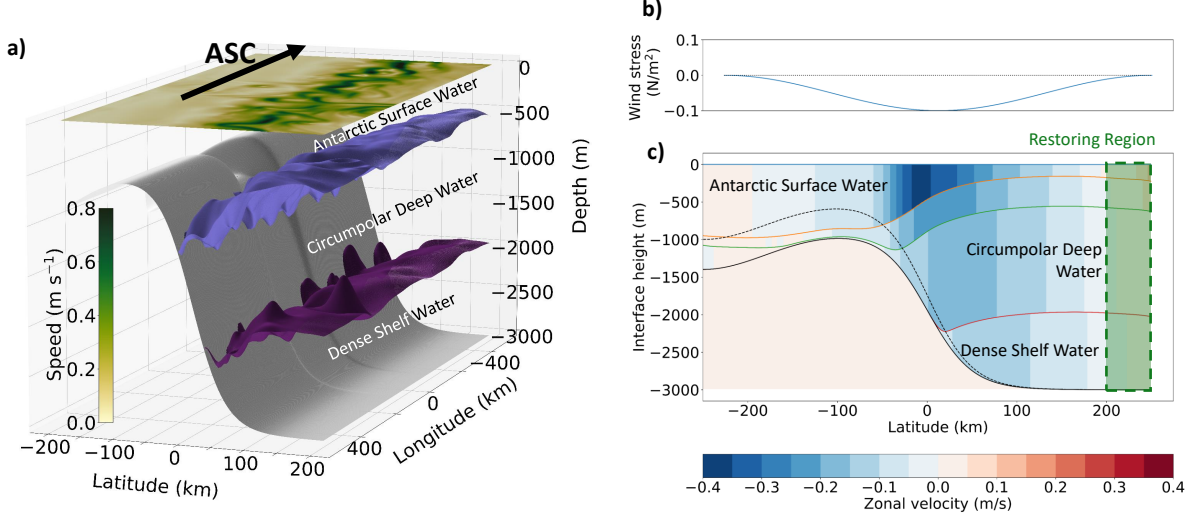 a)
ASC
Antarctic Surface Water
Circumpolar Deep Water
Dense Shelf Water
0
−500
−1000
−1500
−2000
−2500
−3000
Depth (m)
0.8
0.6
0.4
0.2
0.0
Speed (m s⁻¹)
−200
−100
0
100
200
Latitude (km)
−400
0
400
Longitude (km)
b)
0.1
0.0
−0.1
Wind stress
(N/m²)
Restoring Region
c)
0
−500
−1000
−1500
−2000
−2500
−3000
Interface height (m)
Antarctic Surface Water
Circumpolar Deep
Water
Dense Shelf Water
−200 −100 0 100 200
Latitude (km)
−0.4 −0.3 −0.2 −0.1 0.0 0.1 0.2 0.3 0.4
Zonal velocity (m/s)